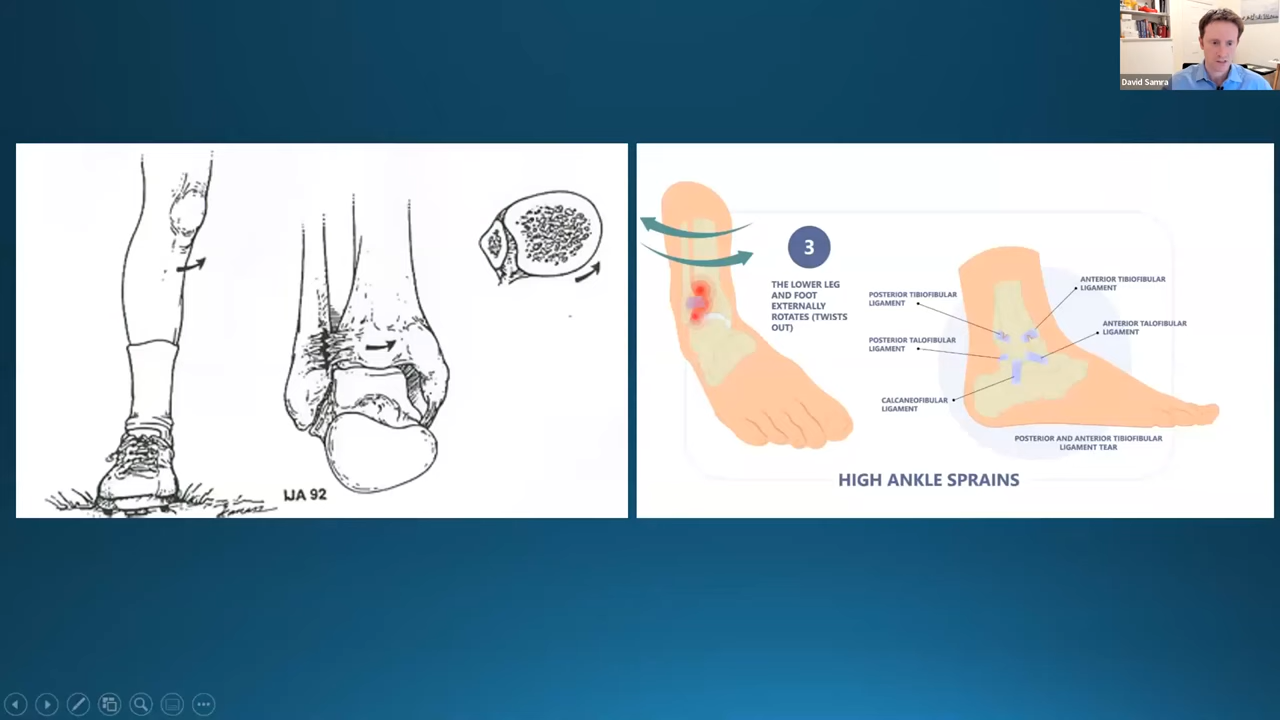 David Samra
IJA 92
3
THE LOWER LEG
AND FOOT
EXTERNALLY
ROTATES (TWISTS
OUT)
POSTERIOR TIBIOFIBULAR
LIGAMENT
POSTERIOR TALOFIBULAR
LIGAMENT
CALCANEOFIBULAR
LIGAMENT
ANTERIOR TIBIOFIBULAR
LIGAMENT
ANTERIOR TALOFIBULAR
LIGAMENT
POSTERIOR AND ANTERIOR TIBIOFIBULAR
LIGAMENT TEAR
HIGH ANKLE SPRAINS